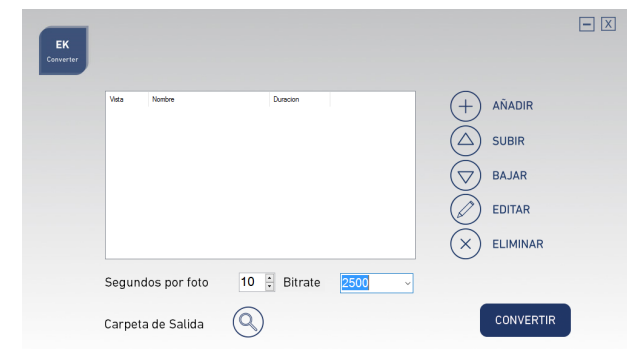 EK
Converter
X
Vista Nombre Duracion
AÑADIR
SUBIR
BAJAR
EDITAR
ELIMINAR
Segundos por foto 10 Bitrate 2500
Carpeta de Salida
CONVERTIR